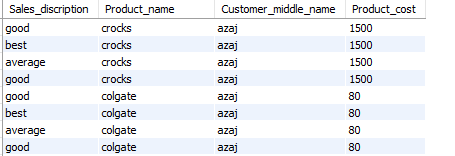 Sales_discription Product_name Customer_middle_name Product_cost
good crocks azaj 1500
best crocks azaj 1500
average crocks azaj 1500
good crocks azaj 1500
good colgate azaj 80
best colgate azaj 80
average colgate azaj 80
good colgate azaj 80